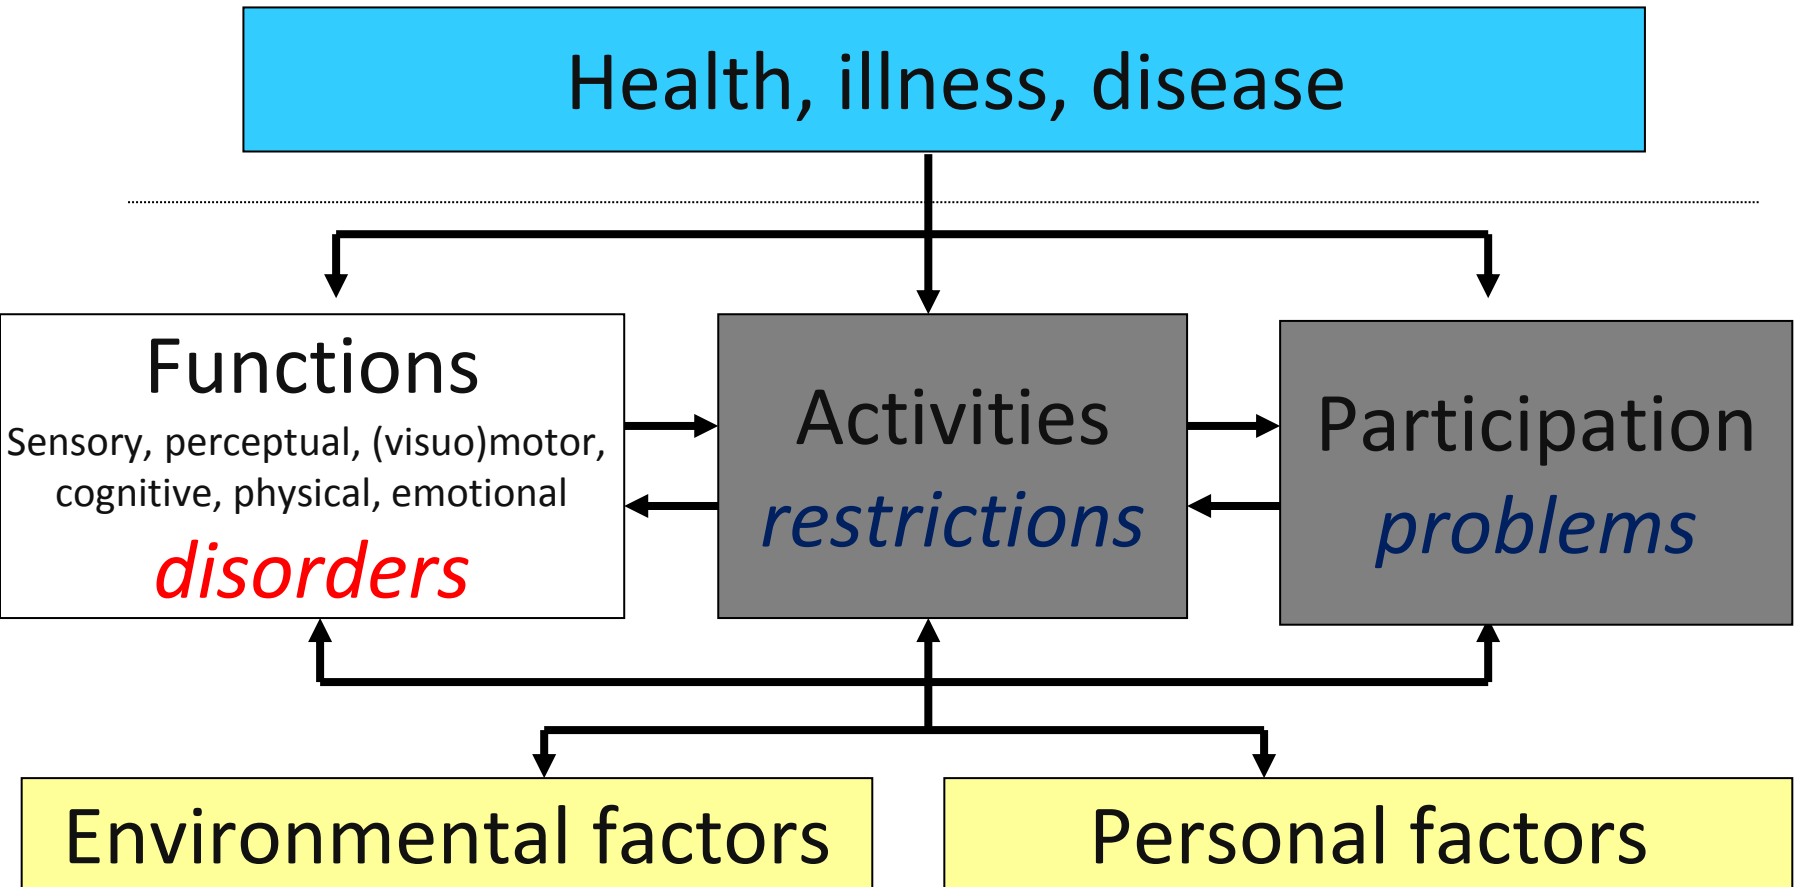 Health, illness, disease
Functions
Sensory, perceptual, (visuo)motor,
cognitive, physical, emotional
disorders
Activities
restrictions
Participation
problems
Environmental factors
Personal factors